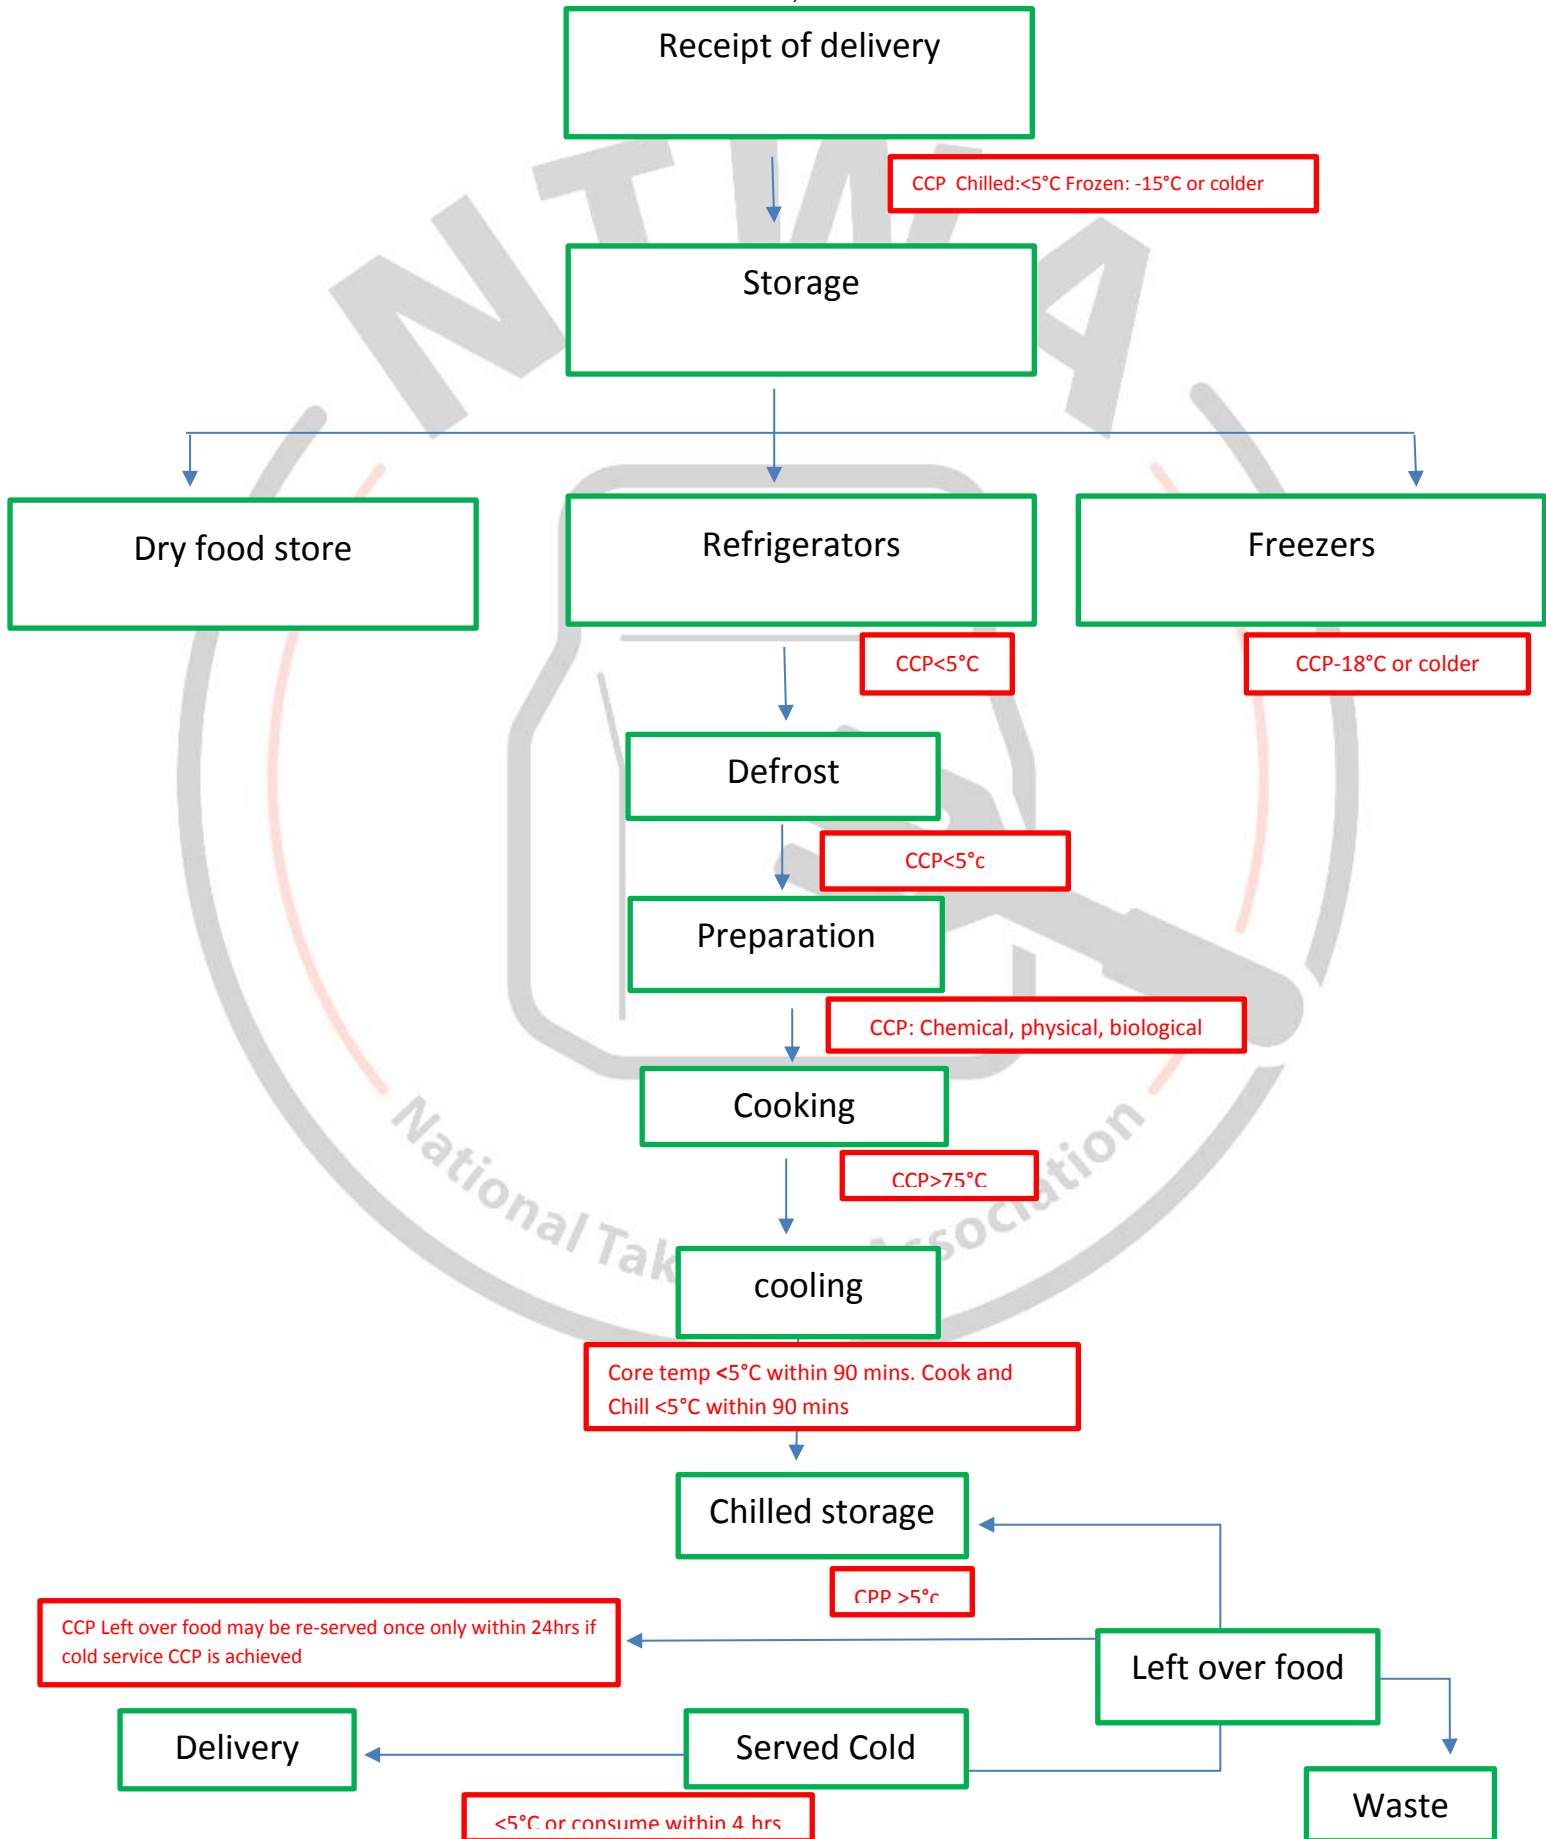 Receipt of delivery
CCP Chilled:<5°C Frozen: -15°C or colder
NTWA
Storage
Dry food store
Refrigerators
Freezers
CCP<5°C
CCP-18°C or colder
Defrost
CCP<5°c
Preparation
CCP: Chemical, physical, biological
Cooking
CCP>75°C
National
Association
cooling
Core temp <5°C within 90 mins. Cook and
Chill <5°C within 90 mins
Chilled storage
CPP >5°c
CCP Left over food may be re-served once only within 24hrs if
cold service CCP is achieved
Left over food
Delivery
Served Cold
Waste
<5°C or consume within 4 hrs